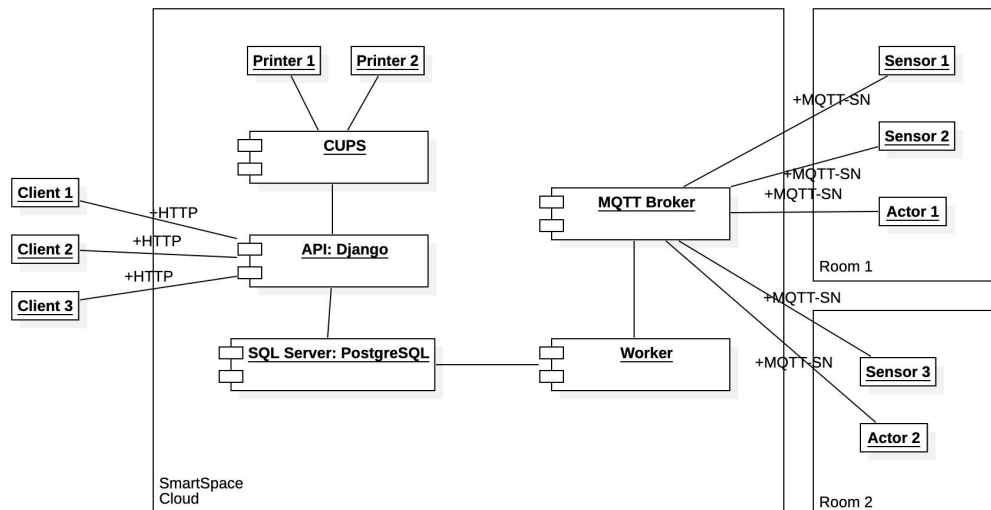 Printer 1
Printer 2
Sensor 1
+MQTT-SN
Sensor 2
CUPS
+MQTT-SN
Client 1
+MQTT-SN
MQTT Broker
Actor 1
+HTTP
Client 2
+HTTP
API: Django
Room 1
+HTTP
Client 3
+MQTT-SN
SQL Server: PostgreSQL
Worker
+MQTT-SN
Sensor 3
Actor 2
SmartSpace
Cloud
Room 2